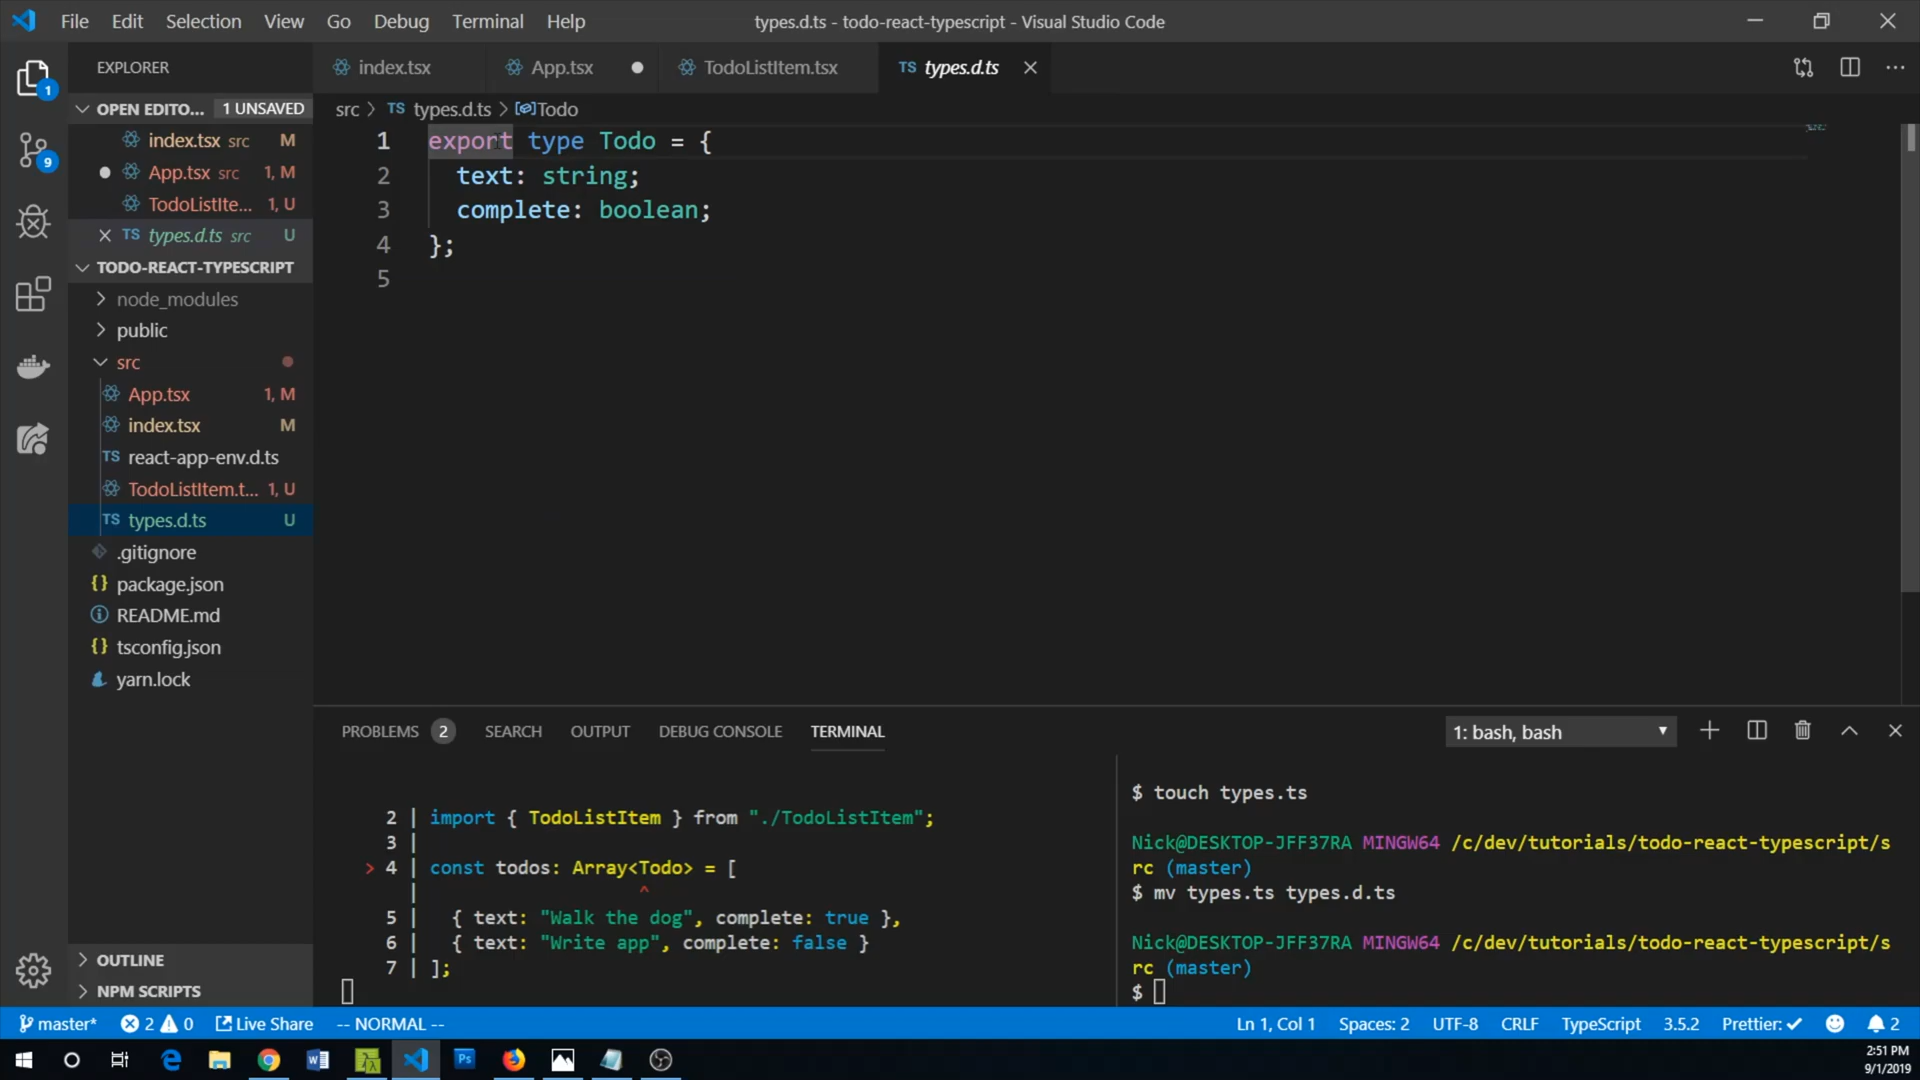 File Edit Selection View Go Debug Terminal Help
types.d.ts - todo-react-typescript - Visual Studio Code
EXPLORER
index.tsx
App.tsx
TodoListItem.tsx
TS types.d.ts
OPEN EDITO... 1 UNSAVED
index.tsx src M
App.tsx src 1, M
TodoListIte... 1, U
TS types.d.ts src U
TODO-REACT-TYPESCRIPT
node_modules
public
src
App.tsx 1, M
index.tsx M
TS react-app-env.d.ts
TodoListItem.t... 1, U
TS types.d.ts U
.gitignore
{} package.json
README.md
{} tsconfig.json
yarn.lock
OUTLINE
NPM SCRIPTS
1
9
src > TS types.d.ts > Todo
1 export type Todo = {
2 text: string;
3 complete: boolean;
4 };
5
PROBLEMS 2 SEARCH OUTPUT DEBUG CONSOLE TERMINAL
1: bash, bash
2 | import { TodoListItem } from "./TodoListItem";
3 |
> 4 | const todos: Array<Todo> = [
| ^
5 | { text: "Walk the dog", complete: true },
6 | { text: "Write app", complete: false }
7 | ];
$ touch types.ts
Nick@DESKTOP-JFF37RA MINGW64 /c/dev/tutorials/todo-react-typescript/s
rc (master)
$ mv types.ts types.d.ts
Nick@DESKTOP-JFF37RA MINGW64 /c/dev/tutorials/todo-react-typescript/s
rc (master)
$
master* 2 0 Live Share -- NORMAL --
Ln 1, Col 1 Spaces: 2 UTF-8 CRLF TypeScript 3.5.2 Prettier: ✓ 2
Ps
2:51 PM
9/1/2019